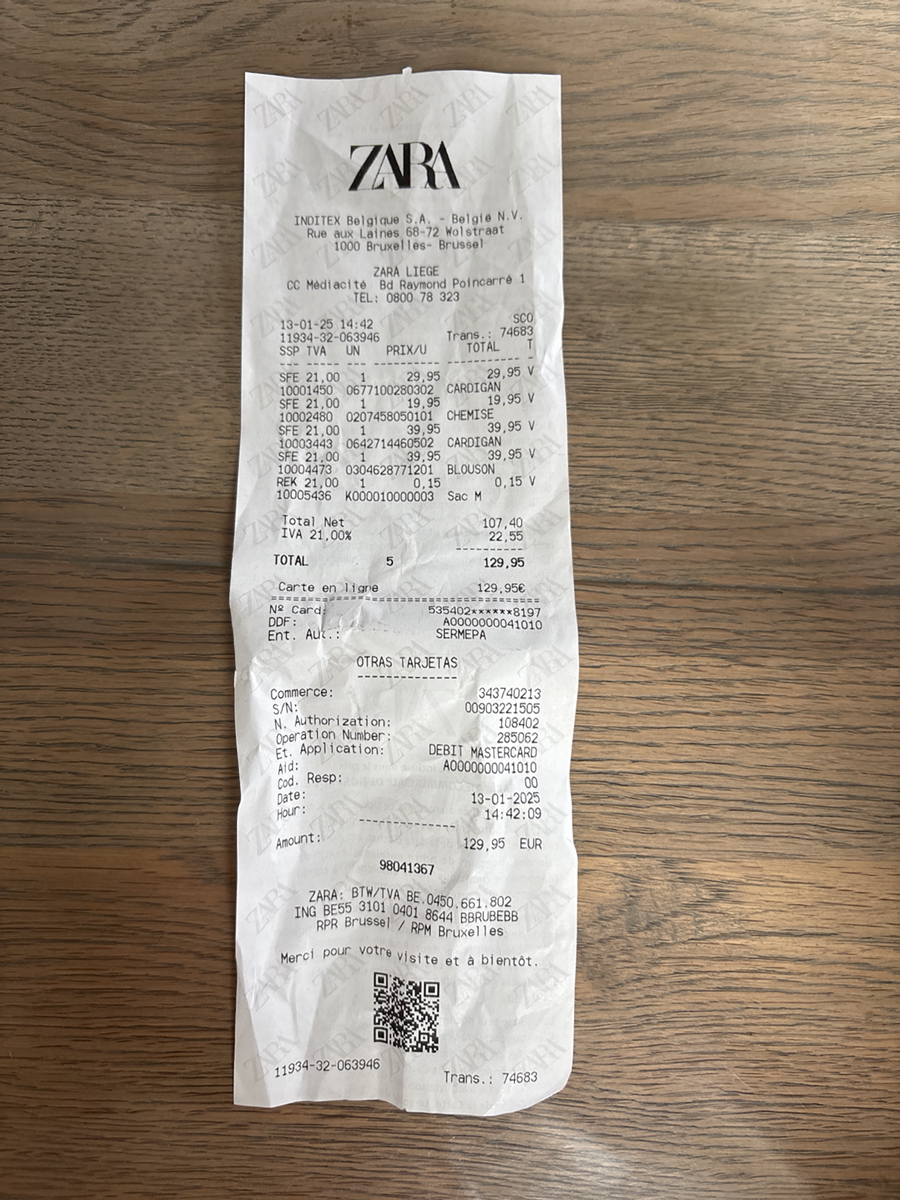 ZARA
INDITEX Belgique S.A. - België N.V.
Rue aux Laines 68-72 Wolstraat
1000 Bruxelles- Brussel
ZARA LIEGE
CC Médiacité Bd Raymond Poincarré 1
TEL: 0800 78 323
13-01-25 14:42 SCO
11934-32-063946 Trans.: 74683
SSP TVA UN PRIX/U TOTAL T
--- ---- --- -------- ----------- -
SFE 21,00 1 29,95 29,95 V
10001450 0677100280302 CARDIGAN
SFE 21,00 1 19,95 19,95 V
10002480 0207458050101 CHEMISE
SFE 21,00 1 39,95 39,95 V
10003443 0642714460502 CARDIGAN
SFE 21,00 1 39,95 39,95 V
10004473 0304628771201 BLOUSON
REK 21,00 1 0,15 0,15 V
10005436 K000010000003 Sac M
Total Net 107,40
IVA 21,00% 22,55
----------
TOTAL 5 129,95
Carte en ligne 129,95€
========================================
Nº Card: 535402******8197
DDF: A0000000041010
Ent. Aut.: SERMEPA
OTRAS TARJETAS
--------------
Commerce: 343740213
S/N: 00903221505
N. Authorization: 108402
Operation Number: 285062
Et. Application: DEBIT MASTERCARD
Aid: A0000000041010
Cod. Resp: 00
Date: 13-01-2025
Hour: 14:42:09
--------------
Amount: 129,95 EUR
98041367
ZARA: BTW/TVA BE.0450.661.802
ING BE55 3101 0401 8644 BBRUBEBB
RPR Brussel / RPM Bruxelles
Merci pour votre visite et à bientôt.
11934-32-063946 Trans.: 74683